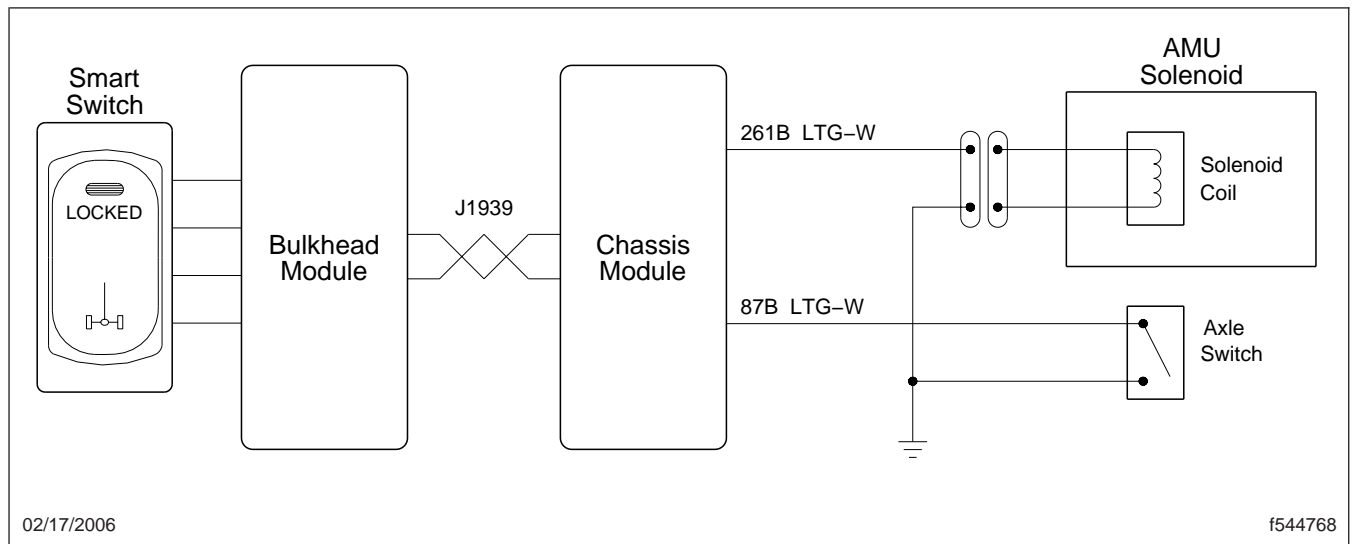 Smart
Switch
LOCKED
Bulkhead
Module
J1939
Chassis
Module
261B LTG–W
87B LTG–W
AMU
Solenoid
Solenoid
Coil
Axle
Switch
02/17/2006
f544768